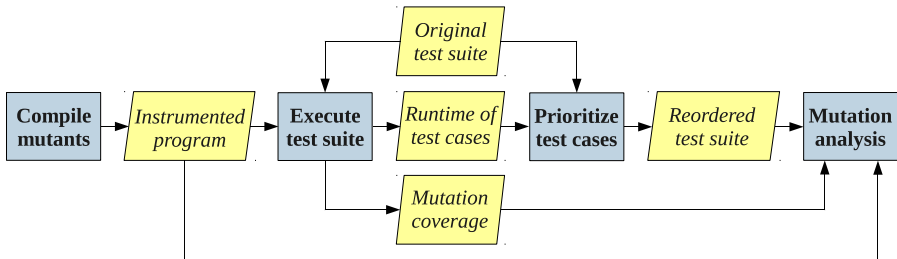 Original
test suite
Compile
mutants
Instrumented
program
Execute
test suite
Runtime of
test cases
Prioritize
test cases
Reordered
test suite
Mutation
analysis
Mutation
coverage